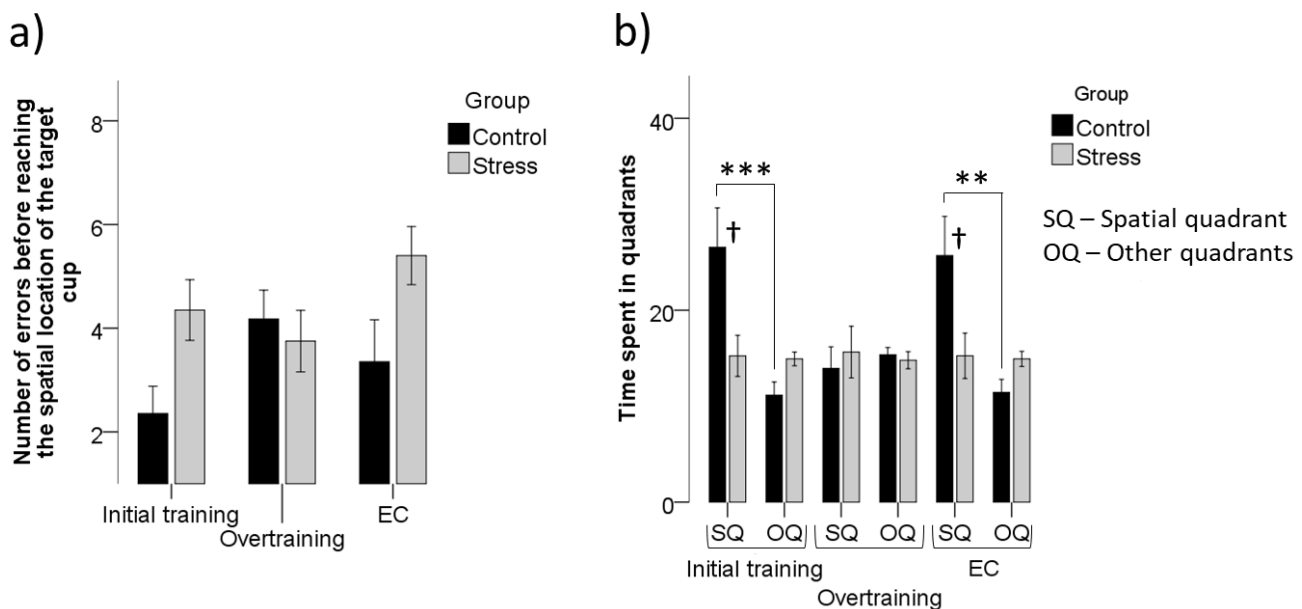 a)
Number of errors before reaching
the spatial location of the target
cup
8
6
4
2
Group
Control
Stress
Initial training
Overtraining
EC
b)
Time spent in quadrants
40
20
0
***
†
**
†
Group
Control
Stress
SQ – Spatial quadrant
OQ – Other quadrants
SQ OQ SQ OQ SQ OQ
Initial training
Overtraining
EC